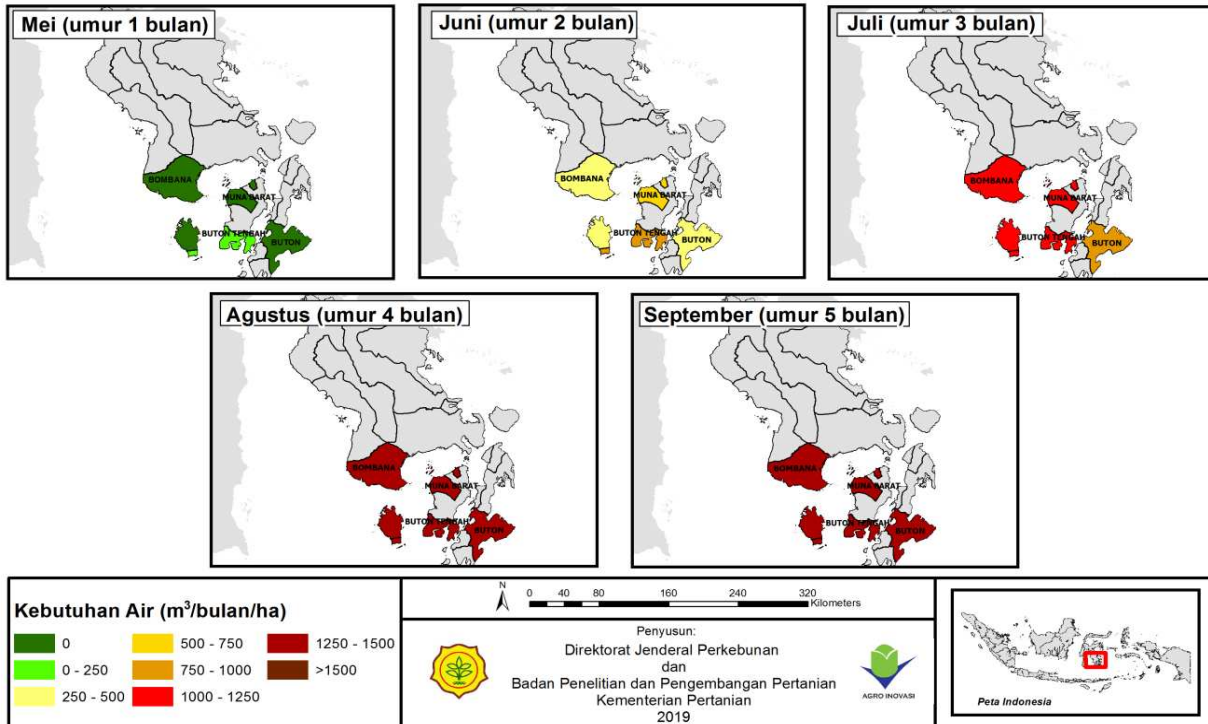 Mei (umur 1 bulan)
BOMBANA
MUNA BARAT
BUTON TENGAH
BUTON
Juni (umur 2 bulan)
BOMBANA
MUNA BARAT
BUTON TENGAH
BUTON
Juli (umur 3 bulan)
BOMBANA
MUNA BARAT
BUTON TENGAH
BUTON
Agustus (umur 4 bulan)
BOMBANA
MUNA BARAT
BUTON TENGAH
BUTON
September (umur 5 bulan)
BOMBANA
MUNA BARAT
BUTON TENGAH
BUTON
Kebutuhan Air (m³/bulan/ha)
0
0 - 250
250 - 500
500 - 750
750 - 1000
1000 - 1250
1250 - 1500
>1500
N
0 20 40 80 120 160 200 240 280 320
Kilometers
Penyusun:
Direktorat Jenderal Perkebunan
dan
Badan Penelitian dan Pengembangan Pertanian
Kementerian Pertanian
2019
AGRO INOVASI
Peta Indonesia